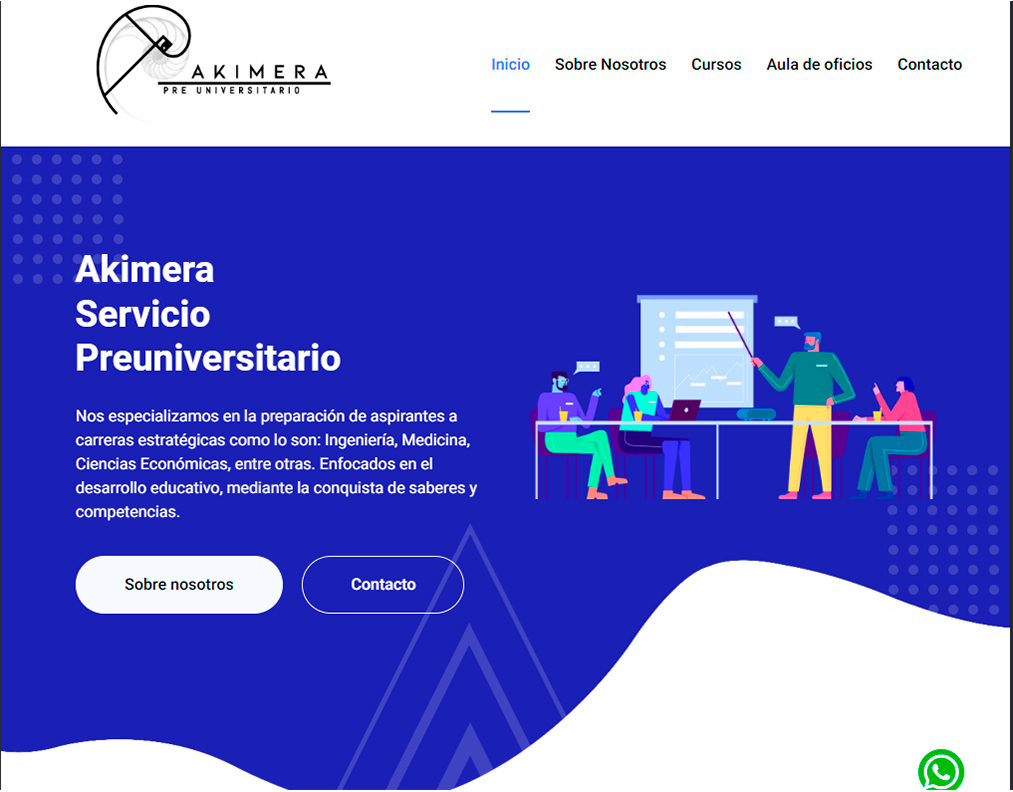 AKIMERA
PRE UNIVERSITARIO
Inicio
Sobre Nosotros
Cursos
Aula de oficios
Contacto
Akimera
Servicio
Preuniversitario
Nos especializamos en la preparación de aspirantes a
carreras estratégicas como lo son: Ingeniería, Medicina,
Ciencias Económicas, entre otras. Enfocados en el
desarrollo educativo, mediante la conquista de saberes y
competencias.
Sobre nosotros
Contacto